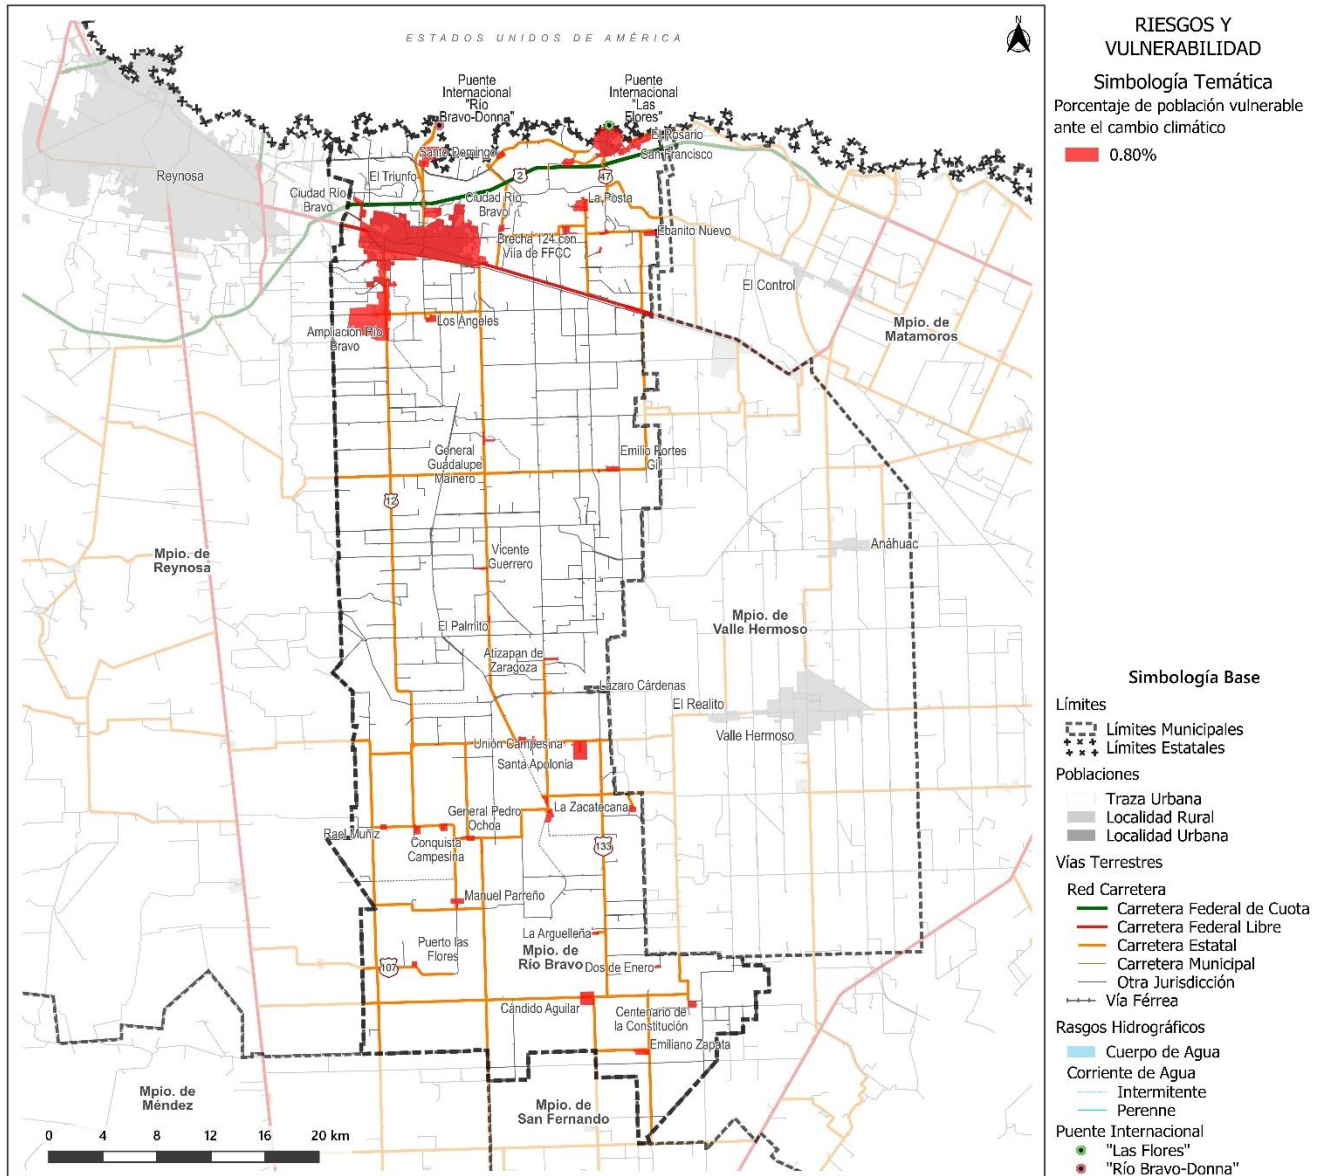 ESTADOS UNIDOS DE AMÉRICA
N
Puente
Internacional
"Río
Bravo-Donna"
Puente
Internacional
"Las
Flores"
El Rosario
San Francisco
Santo Domingo
El Triunfo
Reynosa
Ciudad Río
Bravo
Ciudad Río
Bravo
2
47
La Posta
Brecha 124 con
Vía de FFCC
Ebanito Nuevo
El Control
Mpio. de
Matamoros
Ampliación Río
Bravo
Los Angeles
General
Guadalupe
Mainero
Emilio Portes
Gil
12
Mpio. de
Reynosa
Vicente
Guerrero
Anáhuac
Mpio. de
Valle Hermoso
El Palmito
Atizapan de
Zaragoza
Lázaro Cárdenas
El Realito
Valle Hermoso
Unión Campesina
Santa Apolonia
General Pedro
Ochoa
La Zacatecana
Rael Muñiz
Conquista
Campesina
133
Manuel Parreño
La Arguelleña
Mpio. de
Río Bravo
Puerto las
Flores
107
Dos de Enero
Cándido Aguilar
Centenario de
la Constitución
Emiliano Zapata
Mpio. de
Méndez
Mpio. de
San Fernando
0 4 8 12 16 20 km
RIESGOS Y
VULNERABILIDAD
Simbología Temática
Porcentaje de población vulnerable
ante el cambio climático
0.80%
Simbología Base
Límites
Límites Municipales
Límites Estatales
Poblaciones
Traza Urbana
Localidad Rural
Localidad Urbana
Vías Terrestres
Red Carretera
Carretera Federal de Cuota
Carretera Federal Libre
Carretera Estatal
Carretera Municipal
Otra Jurisdicción
Vía Férrea
Rasgos Hidrográficos
Cuerpo de Agua
Corriente de Agua
Intermitente
Perenne
Puente Internacional
"Las Flores"
"Río Bravo-Donna"